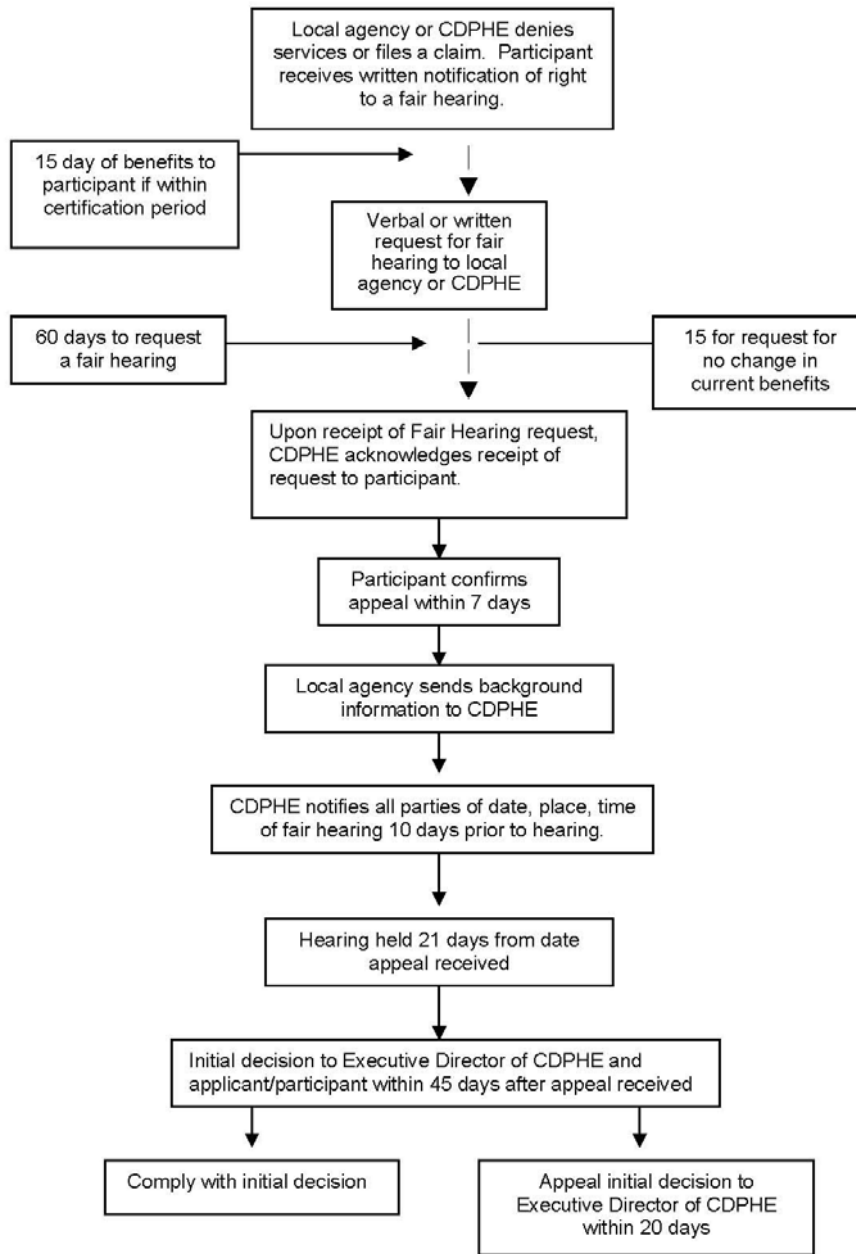 Local agency or CDPHE denies
services or files a claim. Participant
receives written notification of right
to a fair hearing.
15 day of benefits to
participant if within
certification period
Verbal or written
request for fair
hearing to local
agency or CDPHE
60 days to request
a fair hearing
15 for request for
no change in
current benefits
Upon receipt of Fair Hearing request,
CDPHE acknowledges receipt of
request to participant.
Participant confirms
appeal within 7 days
Local agency sends background
information to CDPHE
CDPHE notifies all parties of date, place, time
of fair hearing 10 days prior to hearing.
Hearing held 21 days from date
appeal received
Initial decision to Executive Director of CDPHE and
applicant/participant within 45 days after appeal received
Comply with initial decision
Appeal initial decision to
Executive Director of CDPHE
within 20 days